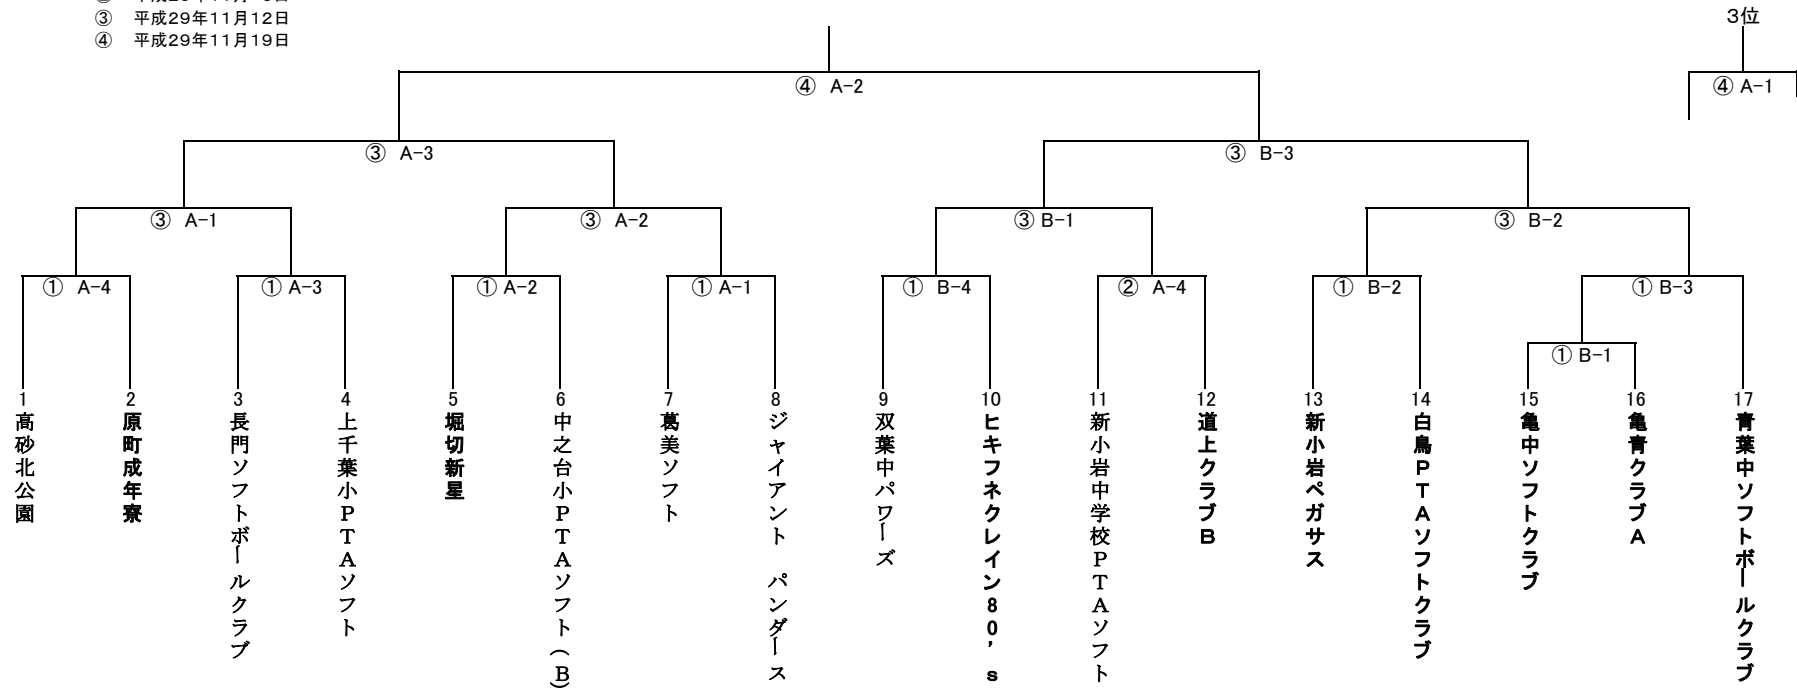 ③ 平成29年11月12日
④ 平成29年11月19日
3位
④ A-2
④ A-1
③ A-3
③ B-3
③ A-1
③ A-2
③ B-1
③ B-2
① A-4
① A-3
① A-2
① A-1
① B-4
② A-4
① B-2
① B-3
① B-1
1 高砂北公園
2 原町成年寮
3 長門ソフトボールクラブ
4 上千葉小PTAソフト
5 堀切新星
6 中之台小PTAソフト(B)
7 葛美ソフト
8 ジャイアント パンダース
9 双葉中パワーズ
10 ヒキフネクレイン80's
11 新小岩中学校PTAソフト
12 道上クラブB
13 新小岩ペガサス
14 白鳥PTAソフトクラブ
15 亀中ソフトクラブ
16 亀青クラブA
17 青葉中ソフトボールクラブ